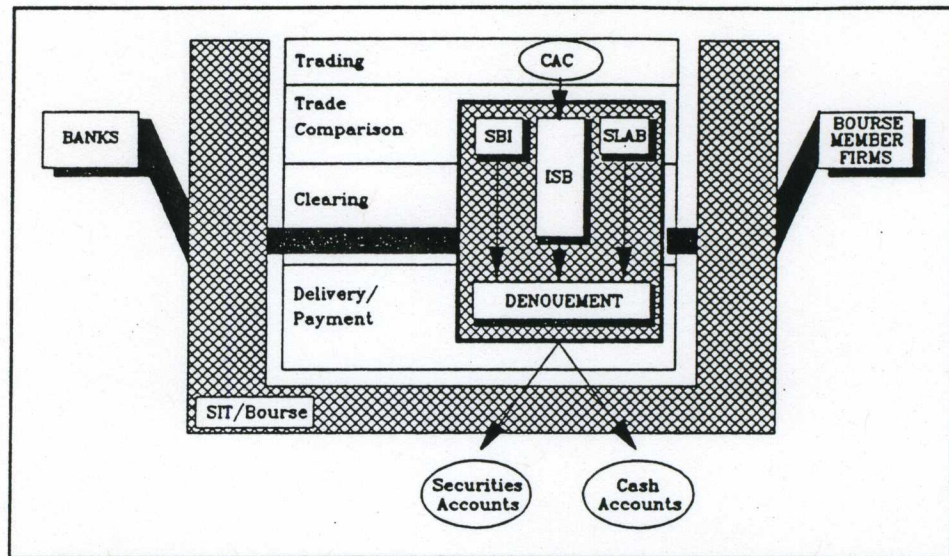 Trading
CAC
Trade
Comparison
SBI
SLAB
BANKS
BOURSE
MEMBER
FIRMS
ISB
Clearing
Delivery/
Payment
DENOUEMENT
SIT/Bourse
Securities
Accounts
Cash
Accounts